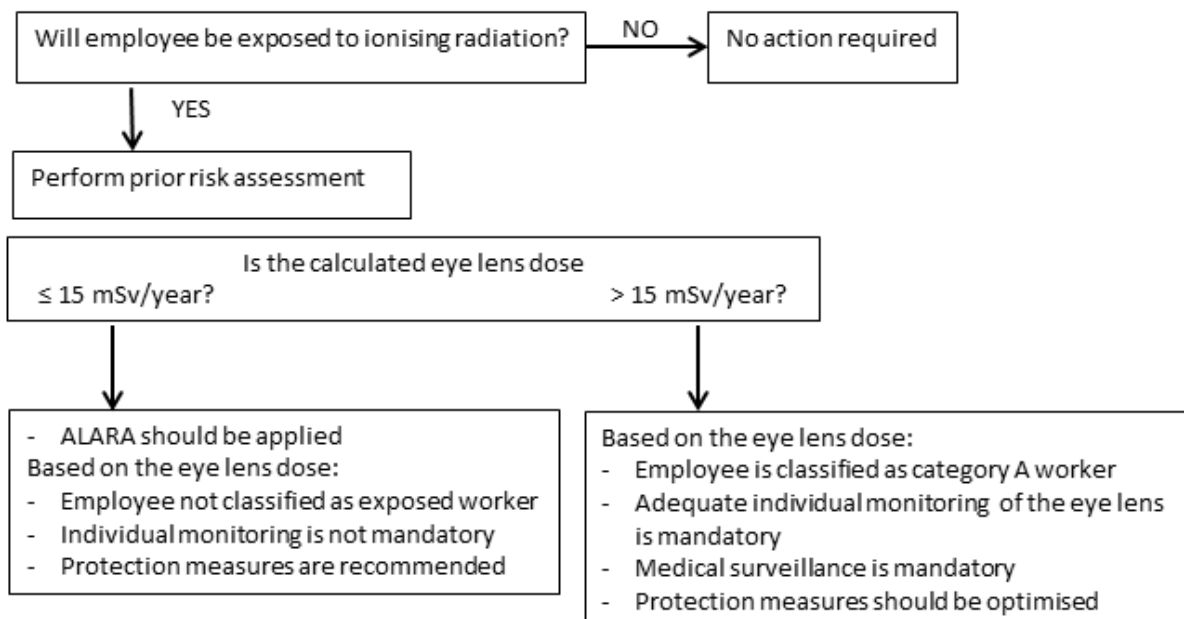 Will employee be exposed to ionising radiation?
NO
No action required
YES
Perform prior risk assessment
Is the calculated eye lens dose
≤ 15 mSv/year?
> 15 mSv/year?
- ALARA should be applied
Based on the eye lens dose:
- Employee not classified as exposed worker
- Individual monitoring is not mandatory
- Protection measures are recommended
Based on the eye lens dose:
- Employee is classified as category A worker
- Adequate individual monitoring of the eye lens
is mandatory
- Medical surveillance is mandatory
- Protection measures should be optimised